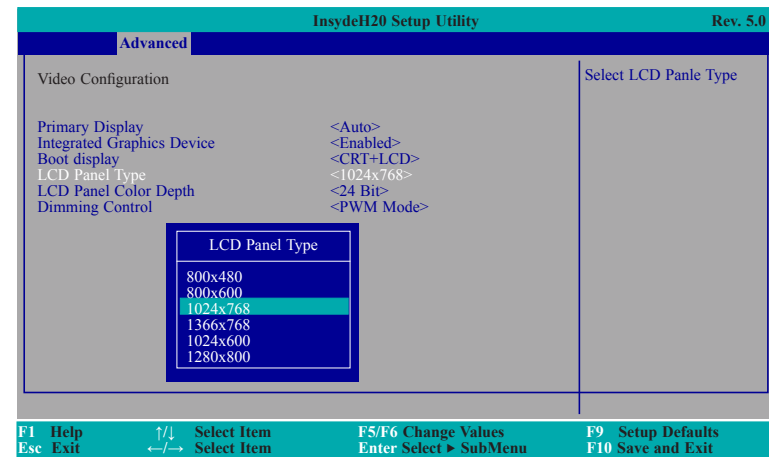 InsydeH20 Setup Utility Rev. 5.0
Advanced
Video Configuration
Select LCD Panle Type
Primary Display <Auto>
Integrated Graphics Device <Enabled>
Boot display <CRT+LCD>
LCD Panel Type <1024x768>
LCD Panel Color Depth <24 Bit>
Dimming Control <PWM Mode>
LCD Panel Type
800x480
800x600
1024x768
1366x768
1024x600
1280x800
F1 Help ↑/↓ Select Item F5/F6 Change Values F9 Setup Defaults
Esc Exit ←/→ Select Item Enter Select ▶ SubMenu F10 Save and Exit